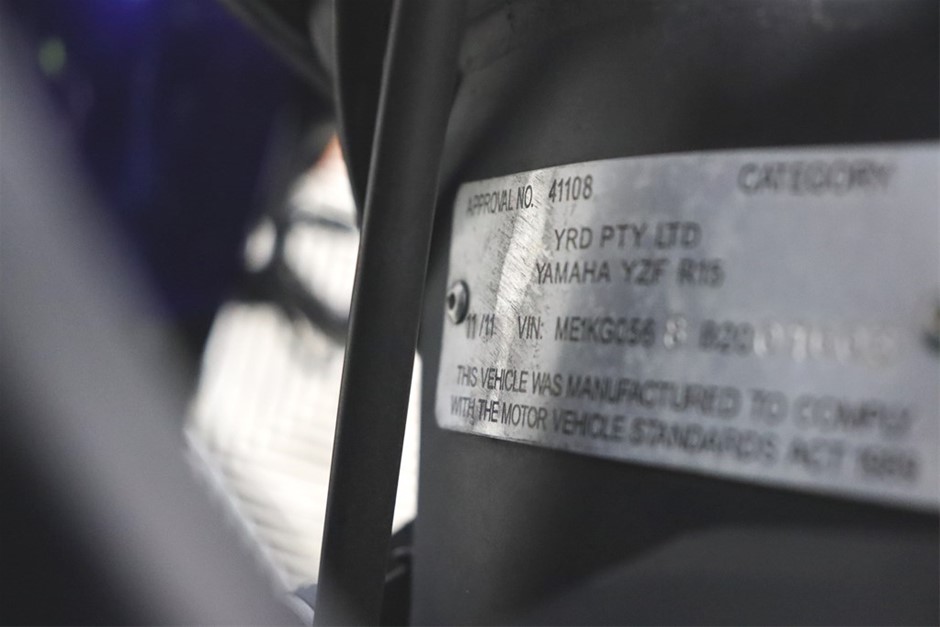 APPROVAL NO. 41108 CATEGORY
YRD PTY LTD
YAMAHA YZF R15
11/11 VIN: ME1KG056
THIS VEHICLE WAS MANUFACTURED TO COMPLY
WITH THE MOTOR VEHICLE STANDARDS ACT 1989